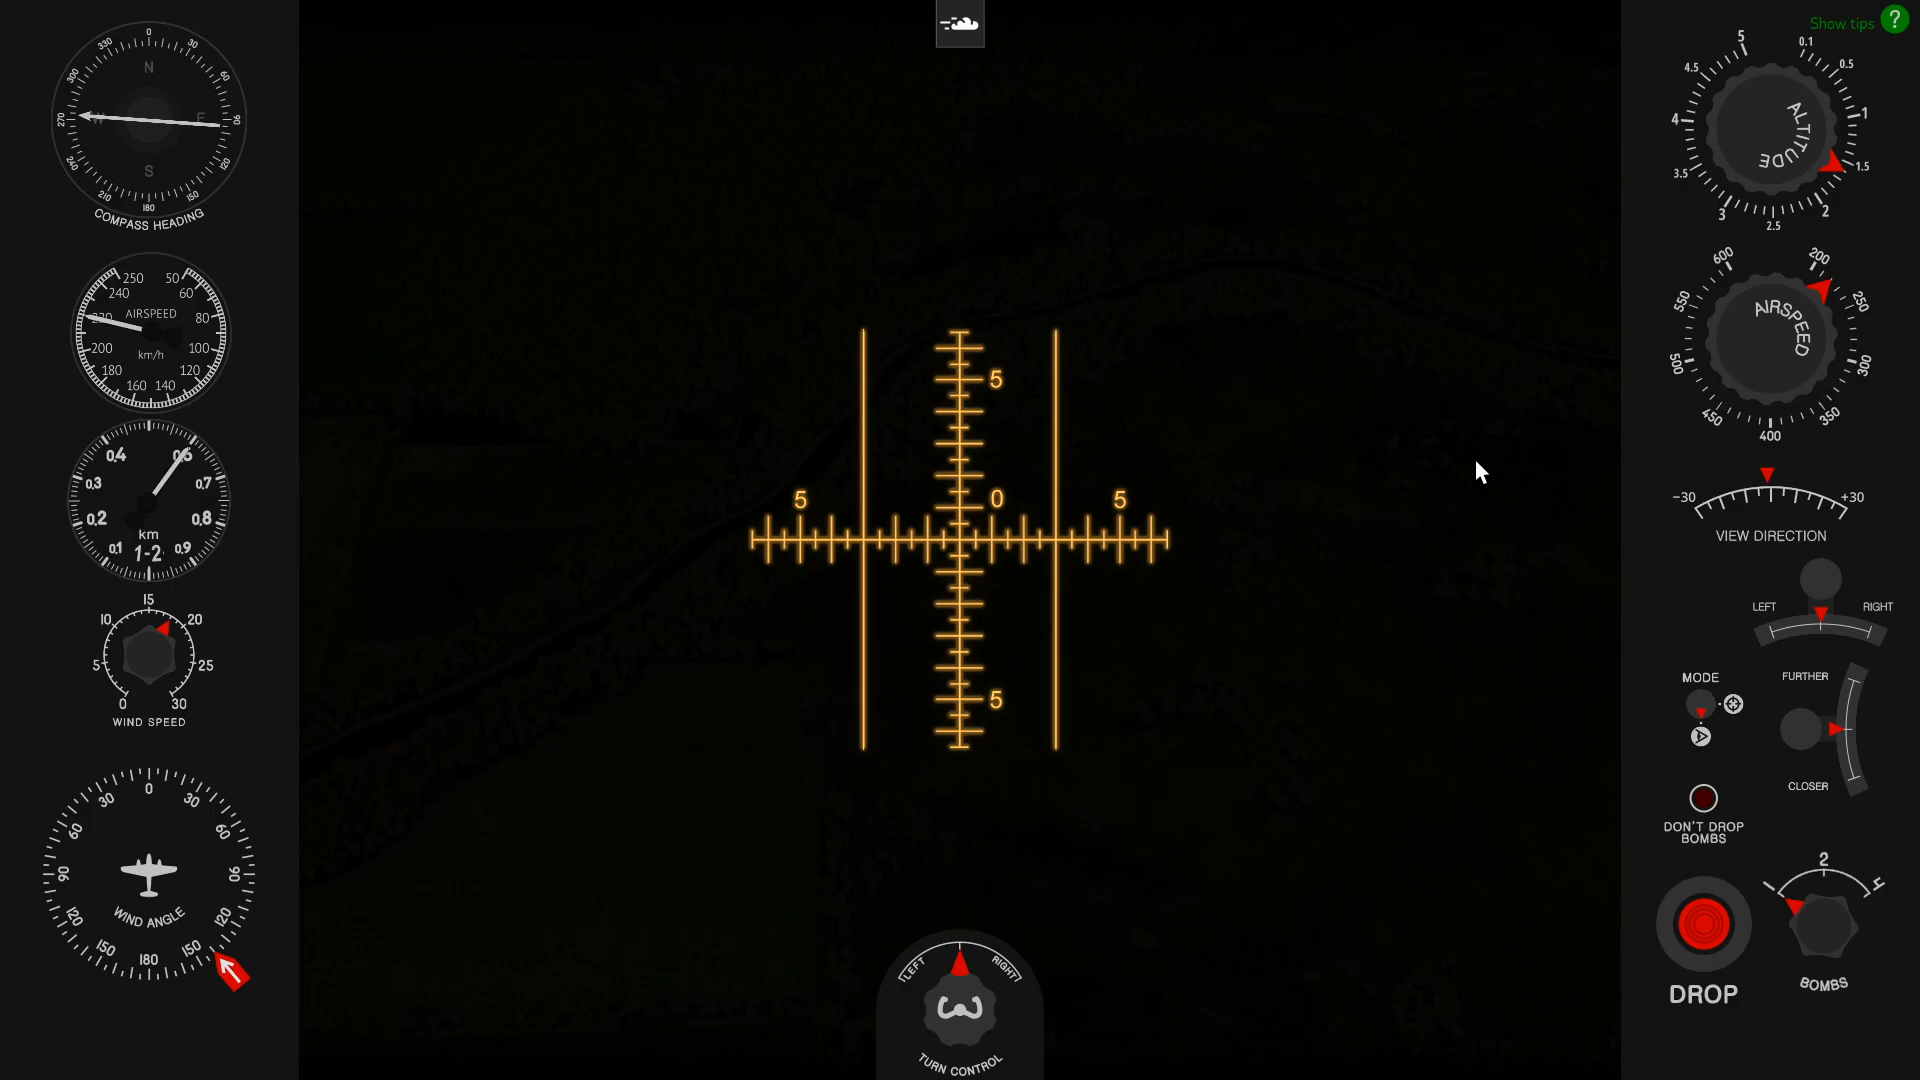 Show tips ?
0 30 60 90 120 150 180 210 240 270 300 330
N
W E
S
COMPASS HEADING
250 50
240 60
AIRSPEED
220 80
km/h
200 100
180 120
160 140
0.4 0.6
0.3 0.7
0.2 0.8
km
0.1 1-2 0.9
15
10 20
5 25
0 30
WIND SPEED
0
30 30
60 60
90 90
120 120
150 150
180
WIND ANGLE
5
5 0 5
5
LEFT RIGHT
TURN CONTROL
5 0.1
4.5 0.5
4 1
3.5 1.5
3 2
2.5
ALTITUDE
600 200
550 250
500 300
450 350
400
AIRSPEED
-30 +30
VIEW DIRECTION
LEFT RIGHT
MODE
FURTHER
CLOSER
DON'T DROP
BOMBS
1 2 4
DROP
BOMBS